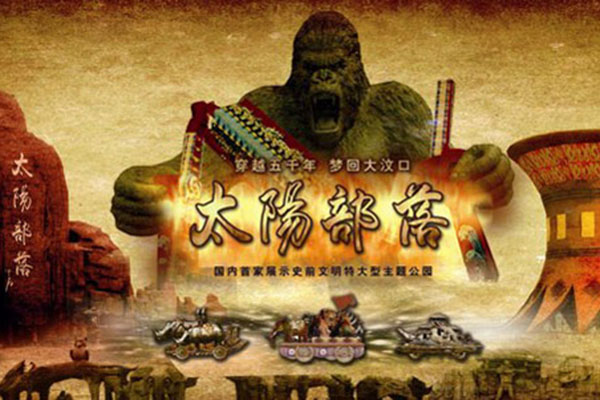 穿越五千年 梦回大汶口
太陽部落
国内首家展示史前文明特大型主题公园
太陽部落